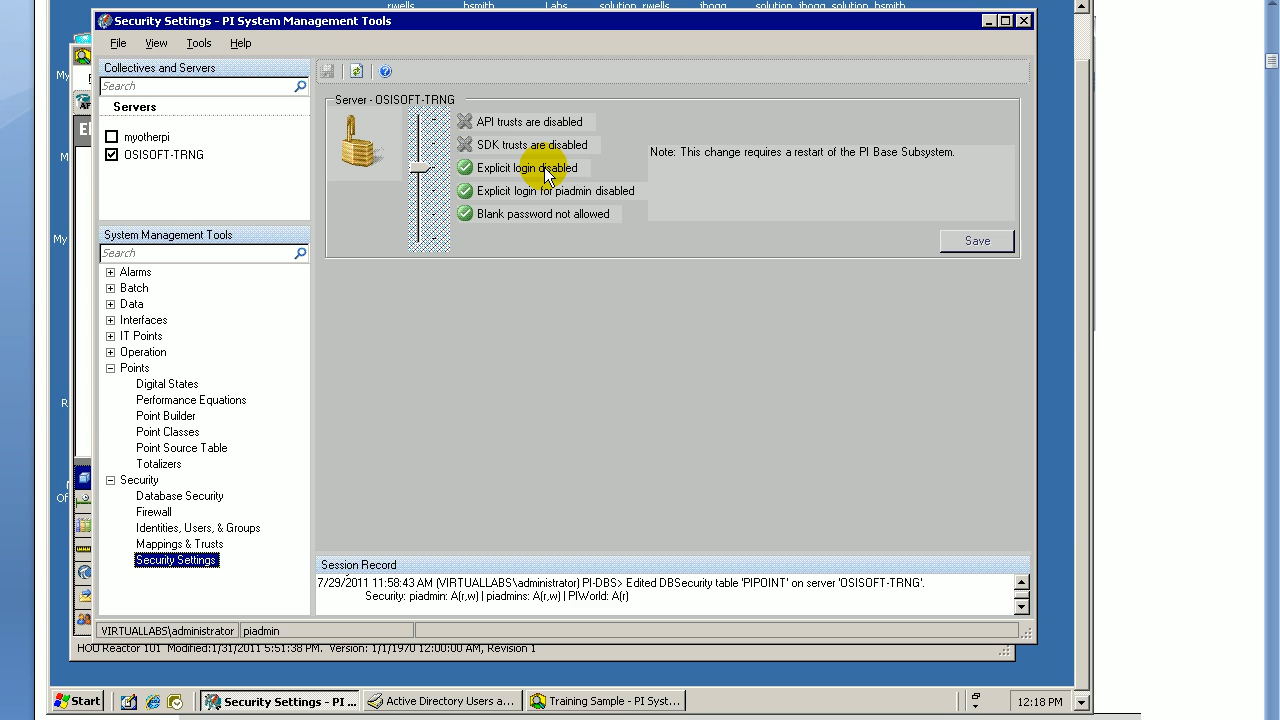 rwells bsmith Labs solution_rwells jbogg jbogg_solution bsmith
Security Settings - PI System Management Tools
File View Tools Help
Collectives and Servers
Search
Servers
myotherpi
OSISOFT-TRNG
Server - OSISOFT-TRNG
API trusts are disabled
SDK trusts are disabled
Explicit login disabled
Explicit login for piadmin disabled
Blank password not allowed
Note: This change requires a restart of the PI Base Subsystem.
Save
System Management Tools
Search
Alarms
Batch
Data
Interfaces
IT Points
Operation
Points
Digital States
Performance Equations
Point Builder
Point Classes
Point Source Table
Totalizers
Security
Database Security
Firewall
Identities, Users, & Groups
Mappings & Trusts
Security Settings
Session Record
7/29/2011 11:58:43 AM (VIRTUALLABS\administrator) PI-DBS> Edited DBSecurity table 'PIPOINT' on server 'OSISOFT-TRNG'.
Security: piadmin: A(r,w) | piadmins: A(r,w) | PIWorld: A(r)
VIRTUALLABS\administrator piadmin
HOU Reactor 101 Modified:1/31/2011 5:51:38 PM. Version: 1/1/1970 12:00:00 AM, Revision 1
Start Security Settings - PI ... Active Directory Users a... Training Sample - PI Syst... 12:18 PM